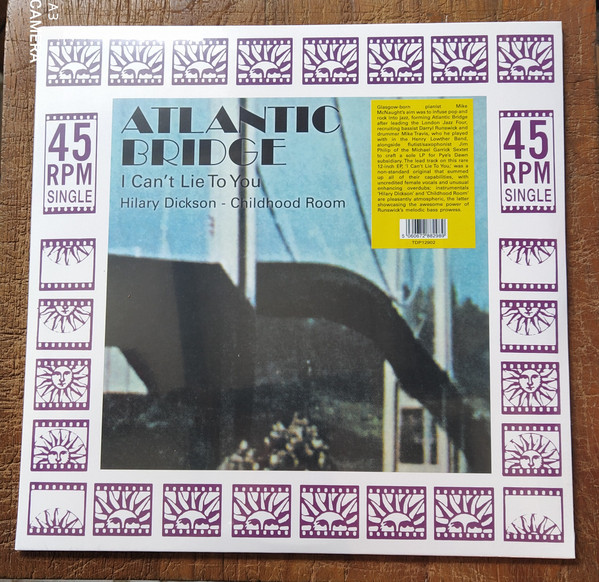 A3
CAMERA
45
RPM
SINGLE
ATLANTIC
BRIDGE
I Can't Lie To You
Hilary Dickson - Childhood Room
Glasgow-born pianist Mike
McNought's aim was to infuse pop and
rock into jazz, forming Atlantic Bridge
after leading the London Jazz Four,
recruiting bassist Darryl Runswick and
drummer Mike Travis, who he played
with in the Henry Lowther Band,
alongside flutist/saxophonist Jim
Philip of the Michael Garrick Sextet
to craft a sole LP for Pye's Dawn
subsidiary. The lead track on this rare
12-inch EP, 'I Can't Lie To You,' was a
non-standard original that summed
up all of their capabilities, with
uncredited female vocals and unusual
enhancing overdubs; instrumentals
'Hilary Dickson' and 'Childhood Room'
are pleasantly atmospheric, the latter
showcasing the awesome power of
Runswick's melodic bass prowess.
45
RPM
SINGLE